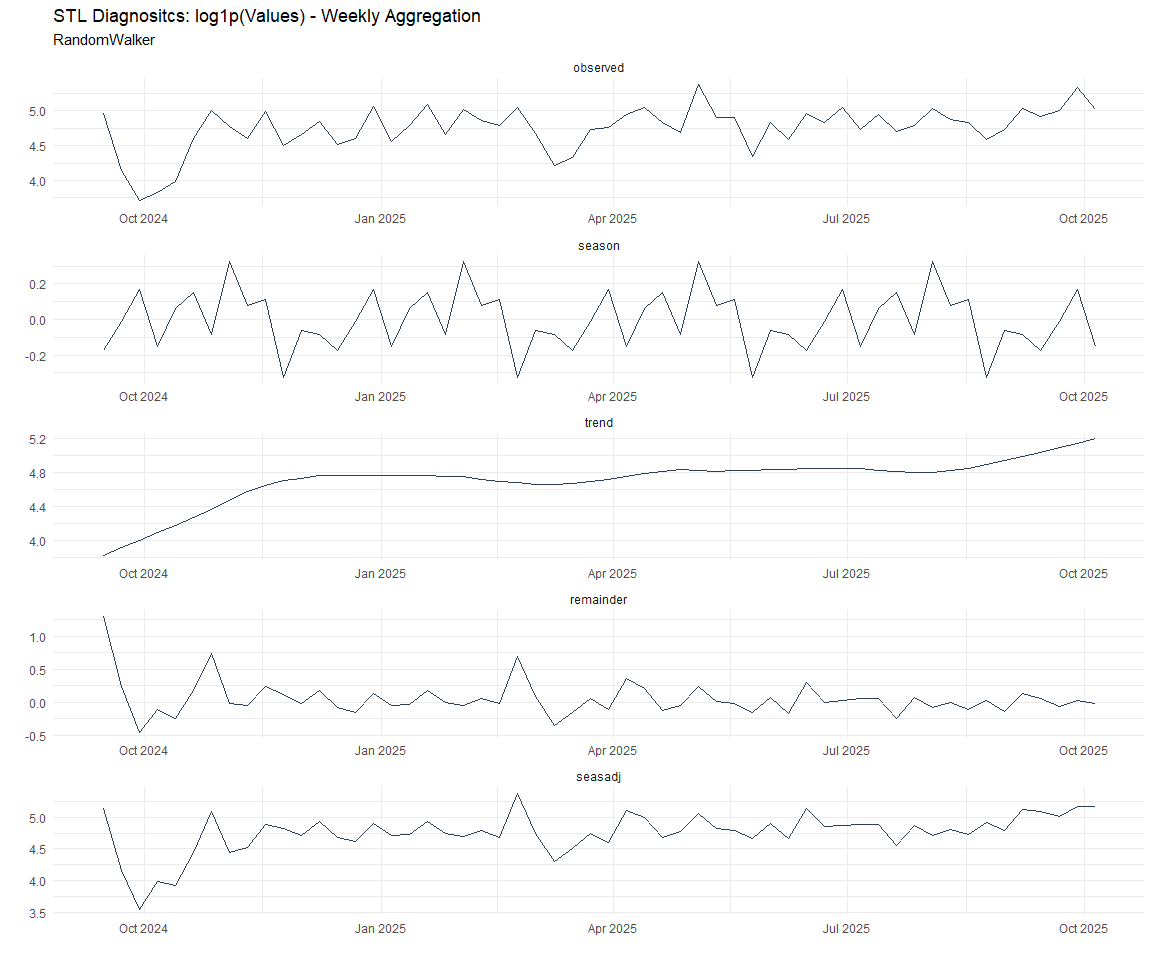 STL Diagnositcs: log1p(Values) - Weekly Aggregation
RandomWalker
observed
5.0
4.5
4.0
Oct 2024 Jan 2025 Apr 2025 Jul 2025 Oct 2025
season
0.2
0.0
-0.2
Oct 2024 Jan 2025 Apr 2025 Jul 2025 Oct 2025
trend
5.2
4.8
4.4
4.0
Oct 2024 Jan 2025 Apr 2025 Jul 2025 Oct 2025
remainder
1.0
0.5
0.0
-0.5
Oct 2024 Jan 2025 Apr 2025 Jul 2025 Oct 2025
seasadj
5.0
4.5
4.0
3.5
Oct 2024 Jan 2025 Apr 2025 Jul 2025 Oct 2025